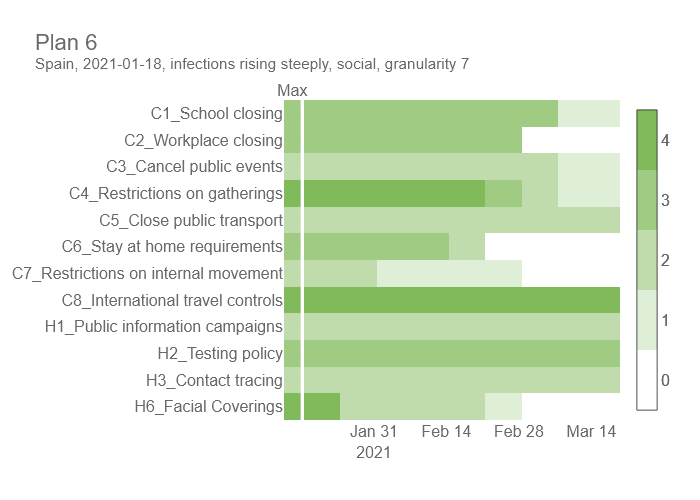 Plan 6
Spain, 2021-01-18, infections rising steeply, social, granularity 7
Max
C1_School closing
C2_Workplace closing
C3_Cancel public events
C4_Restrictions on gatherings
C5_Close public transport
C6_Stay at home requirements
C7_Restrictions on internal movement
C8_International travel controls
H1_Public information campaigns
H2_Testing policy
H3_Contact tracing
H6_Facial Coverings
Jan 31 Feb 14 Feb 28 Mar 14
2021
4
3
2
1
0